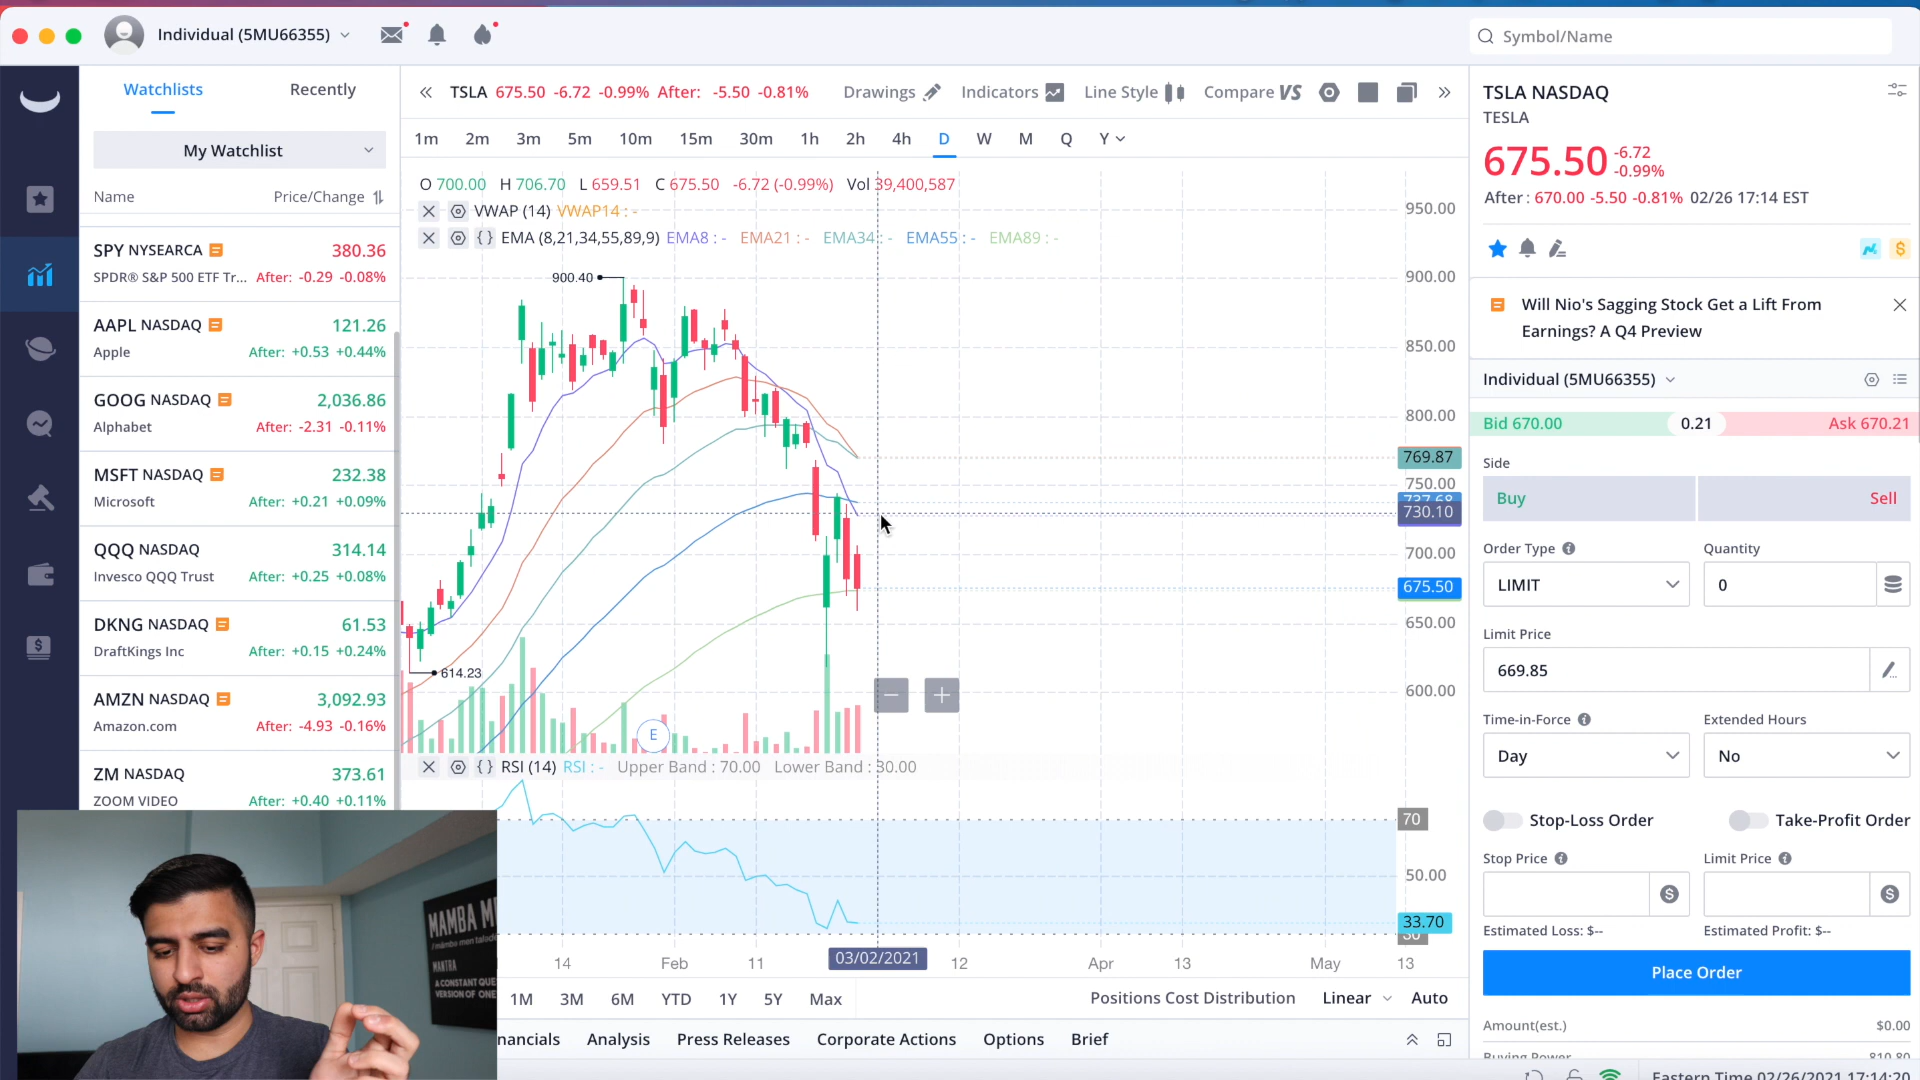 Individual (5MU66355)
Symbol/Name
Watchlists Recently
My Watchlist
Name Price/Change
SPY NYSEARCA 380.36
SPDR® S&P 500 ETF Tr... After: -0.29 -0.08%
AAPL NASDAQ 121.26
Apple After: +0.53 +0.44%
GOOG NASDAQ 2,036.86
Alphabet After: -2.31 -0.11%
MSFT NASDAQ 232.38
Microsoft After: +0.21 +0.09%
QQQ NASDAQ 314.14
Invesco QQQ Trust After: +0.25 +0.08%
DKNG NASDAQ 61.53
DraftKings Inc After: +0.15 +0.24%
AMZN NASDAQ 3,092.93
Amazon.com After: -4.93 -0.16%
ZM NASDAQ 373.61
ZOOM VIDEO After: +0.40 +0.11%
TSLA 675.50 -6.72 -0.99% After: -5.50 -0.81% Drawings Indicators Line Style Compare VS
1m 2m 3m 5m 10m 15m 30m 1h 2h 4h D W M Q Y
O 700.00 H 706.70 L 659.51 C 675.50 -6.72 (-0.99%) Vol 39,400,587
VWAP (14) VWAP14 : -
EMA (8,21,34,55,89,9) EMA8 : - EMA21 : - EMA34 : - EMA55 : - EMA89 : -
950.00
900.40
900.00
850.00
800.00
769.87
750.00
737.68
730.10
700.00
675.50
650.00
614.23
600.00
E
RSI (14) RSI : - Upper Band : 70.00 Lower Band : 30.00
70
50.00
33.70
30
14 Feb 11 03/02/2021 12 Apr 13 May 13
1M 3M 6M YTD 1Y 5Y Max Positions Cost Distribution Linear Auto
nancials Analysis Press Releases Corporate Actions Options Brief
MAMBA ME
MANTRA
A CONSTANT QUE
VERSION OF ONE
TSLA NASDAQ
TESLA
675.50 -6.72
-0.99%
After : 670.00 -5.50 -0.81% 02/26 17:14 EST
Will Nio's Sagging Stock Get a Lift From
Earnings? A Q4 Preview
Individual (5MU66355)
Bid 670.00 0.21 Ask 670.21
Side
Buy Sell
Order Type Quantity
LIMIT 0
Limit Price
669.85
Time-in-Force Extended Hours
Day No
Stop-Loss Order Take-Profit Order
Stop Price Limit Price
Estimated Loss: $-- Estimated Profit: $--
Place Order
Amount(est.) $0.00
Buying Power 810.80
Eastern Time 02/26/2021 17:14:20